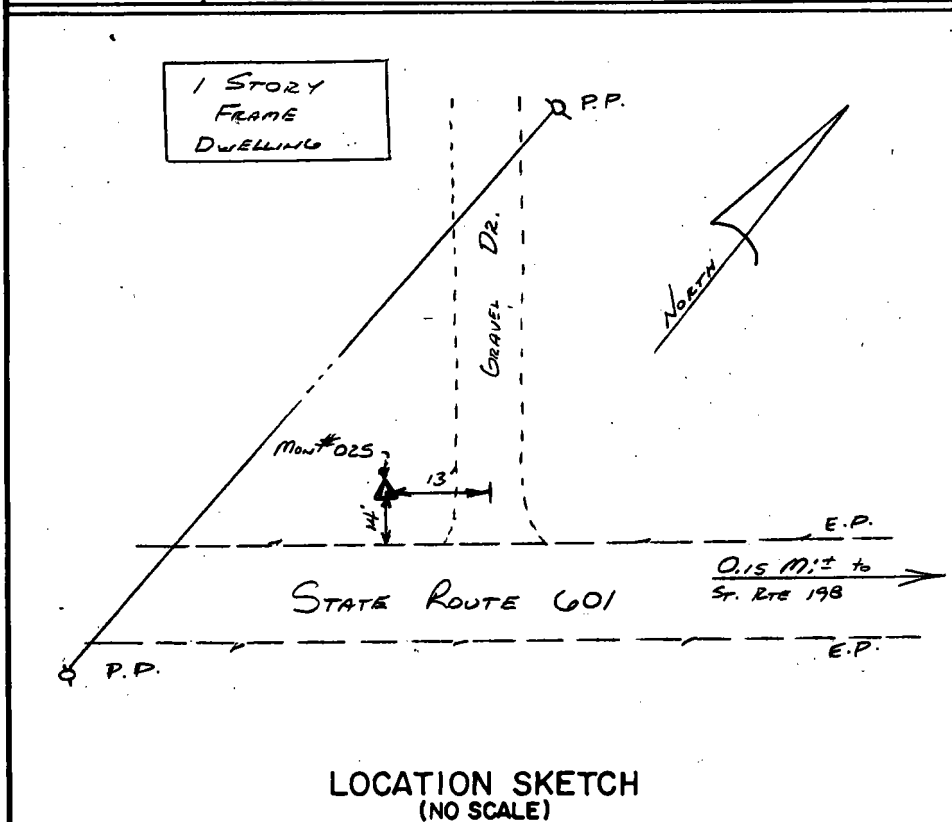 1 STORY
FRAME
DWELLING
P.P.
GRAVEL DR.
NORTH
MON#025
13'
14'
E.P.
0.15 Mi± to
ST. RTE 198
STATE ROUTE 601
E.P.
P.P.
LOCATION SKETCH
(NO SCALE)